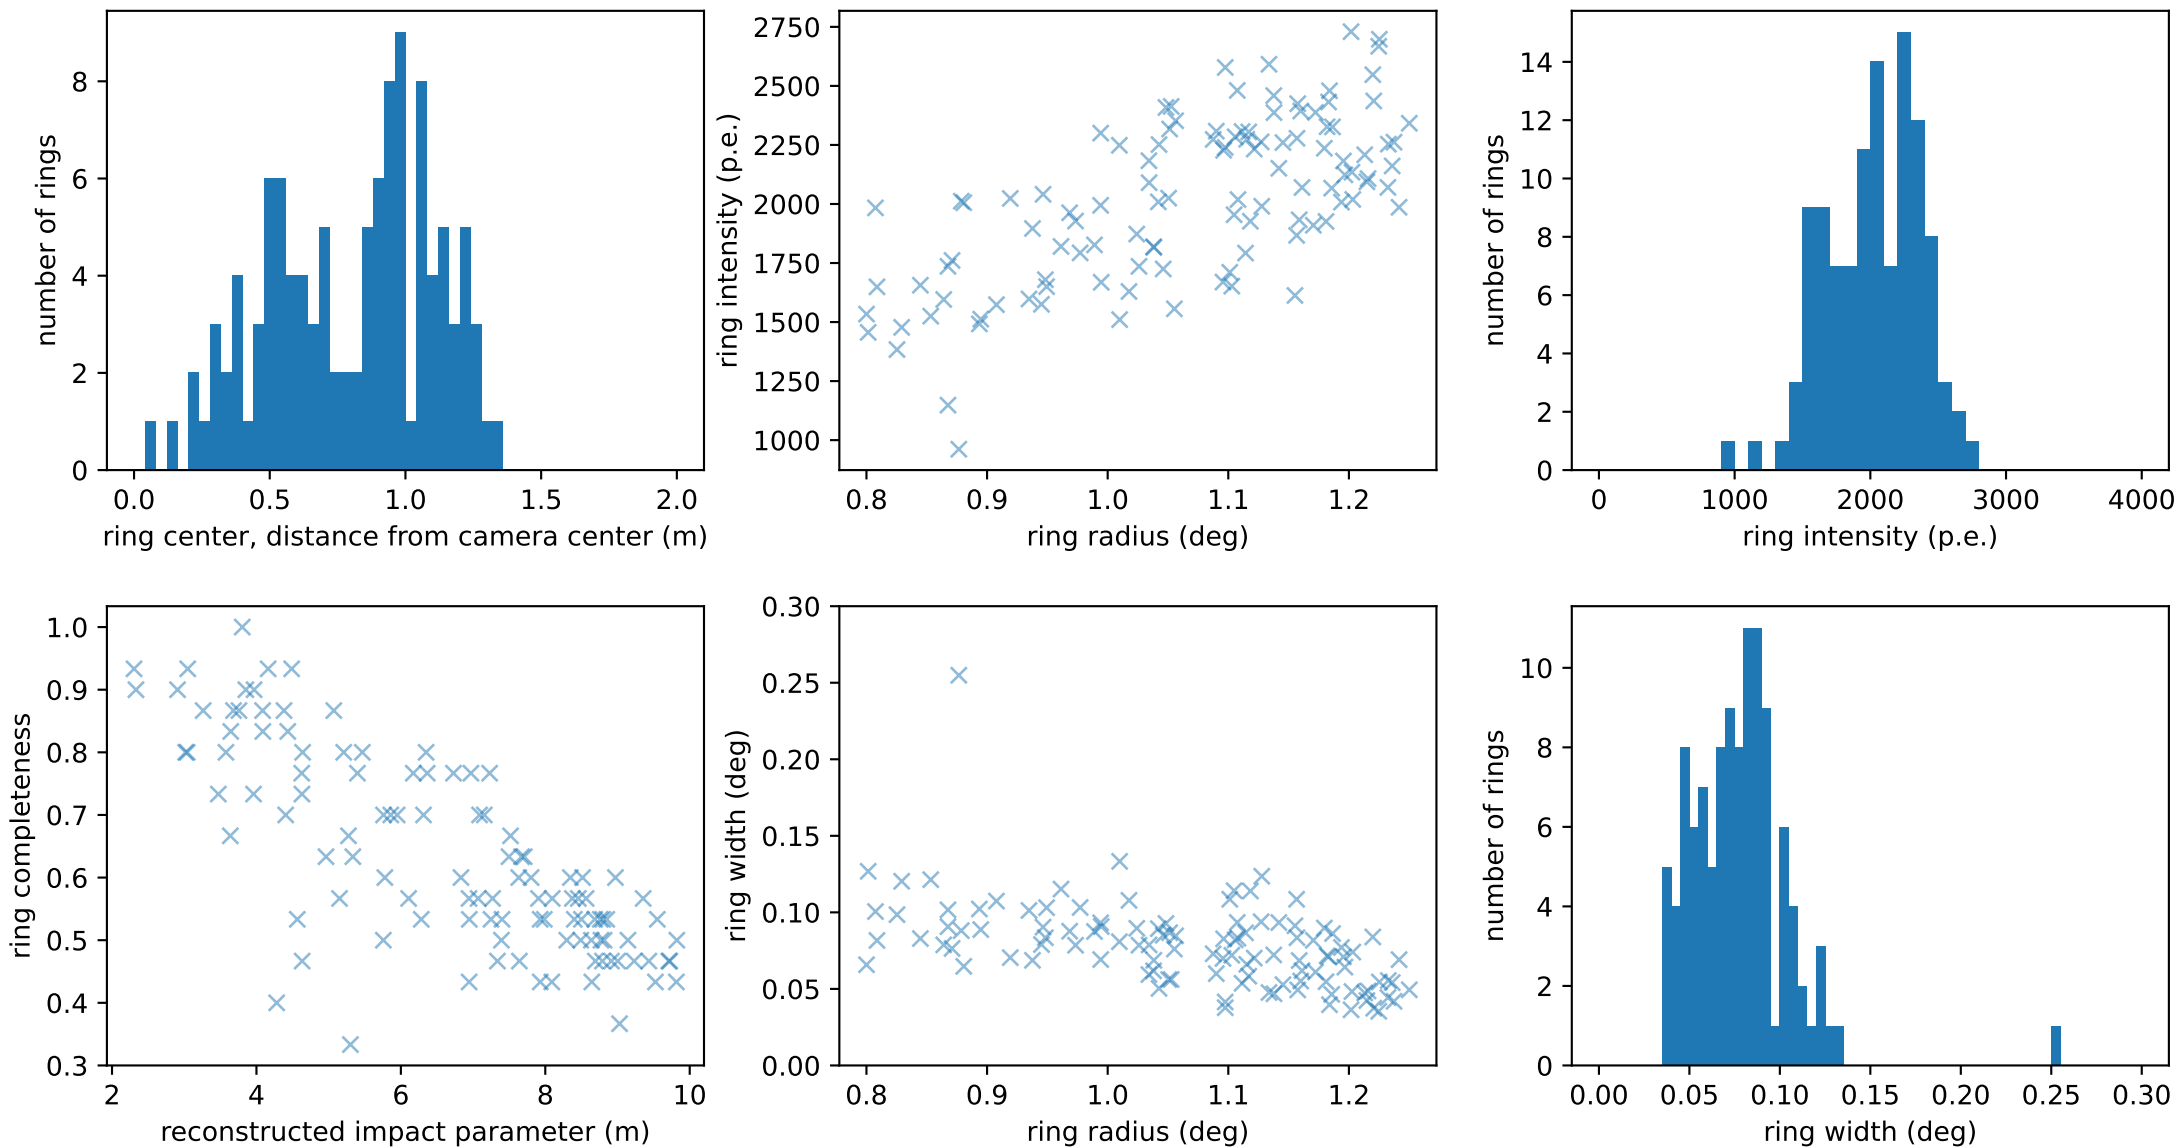 number of rings
8
6
4
2
0
0.0 0.5 1.0 1.5 2.0
ring center, distance from camera center (m)
ring intensity (p.e.)
2750
2500
2250
2000
1750
1500
1250
1000
0.8 0.9 1.0 1.1 1.2
ring radius (deg)
number of rings
14
12
10
8
6
4
2
0
0 1000 2000 3000 4000
ring intensity (p.e.)
ring completeness
1.0
0.9
0.8
0.7
0.6
0.5
0.4
0.3
2 4 6 8 10
reconstructed impact parameter (m)
ring width (deg)
0.30
0.25
0.20
0.15
0.10
0.05
0.00
0.8 0.9 1.0 1.1 1.2
ring radius (deg)
number of rings
10
8
6
4
2
0
0.00 0.05 0.10 0.15 0.20 0.25 0.30
ring width (deg)